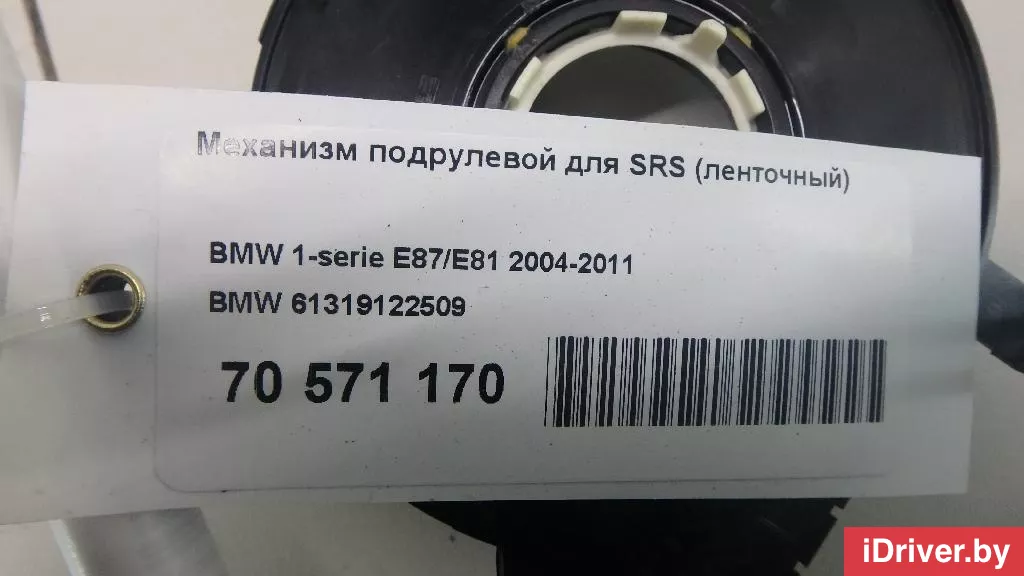 Механизм подрулевой для SRS (ленточный)
BMW 1-serie E87/E81 2004-2011
BMW 61319122509
70 571 170
iDriver.by